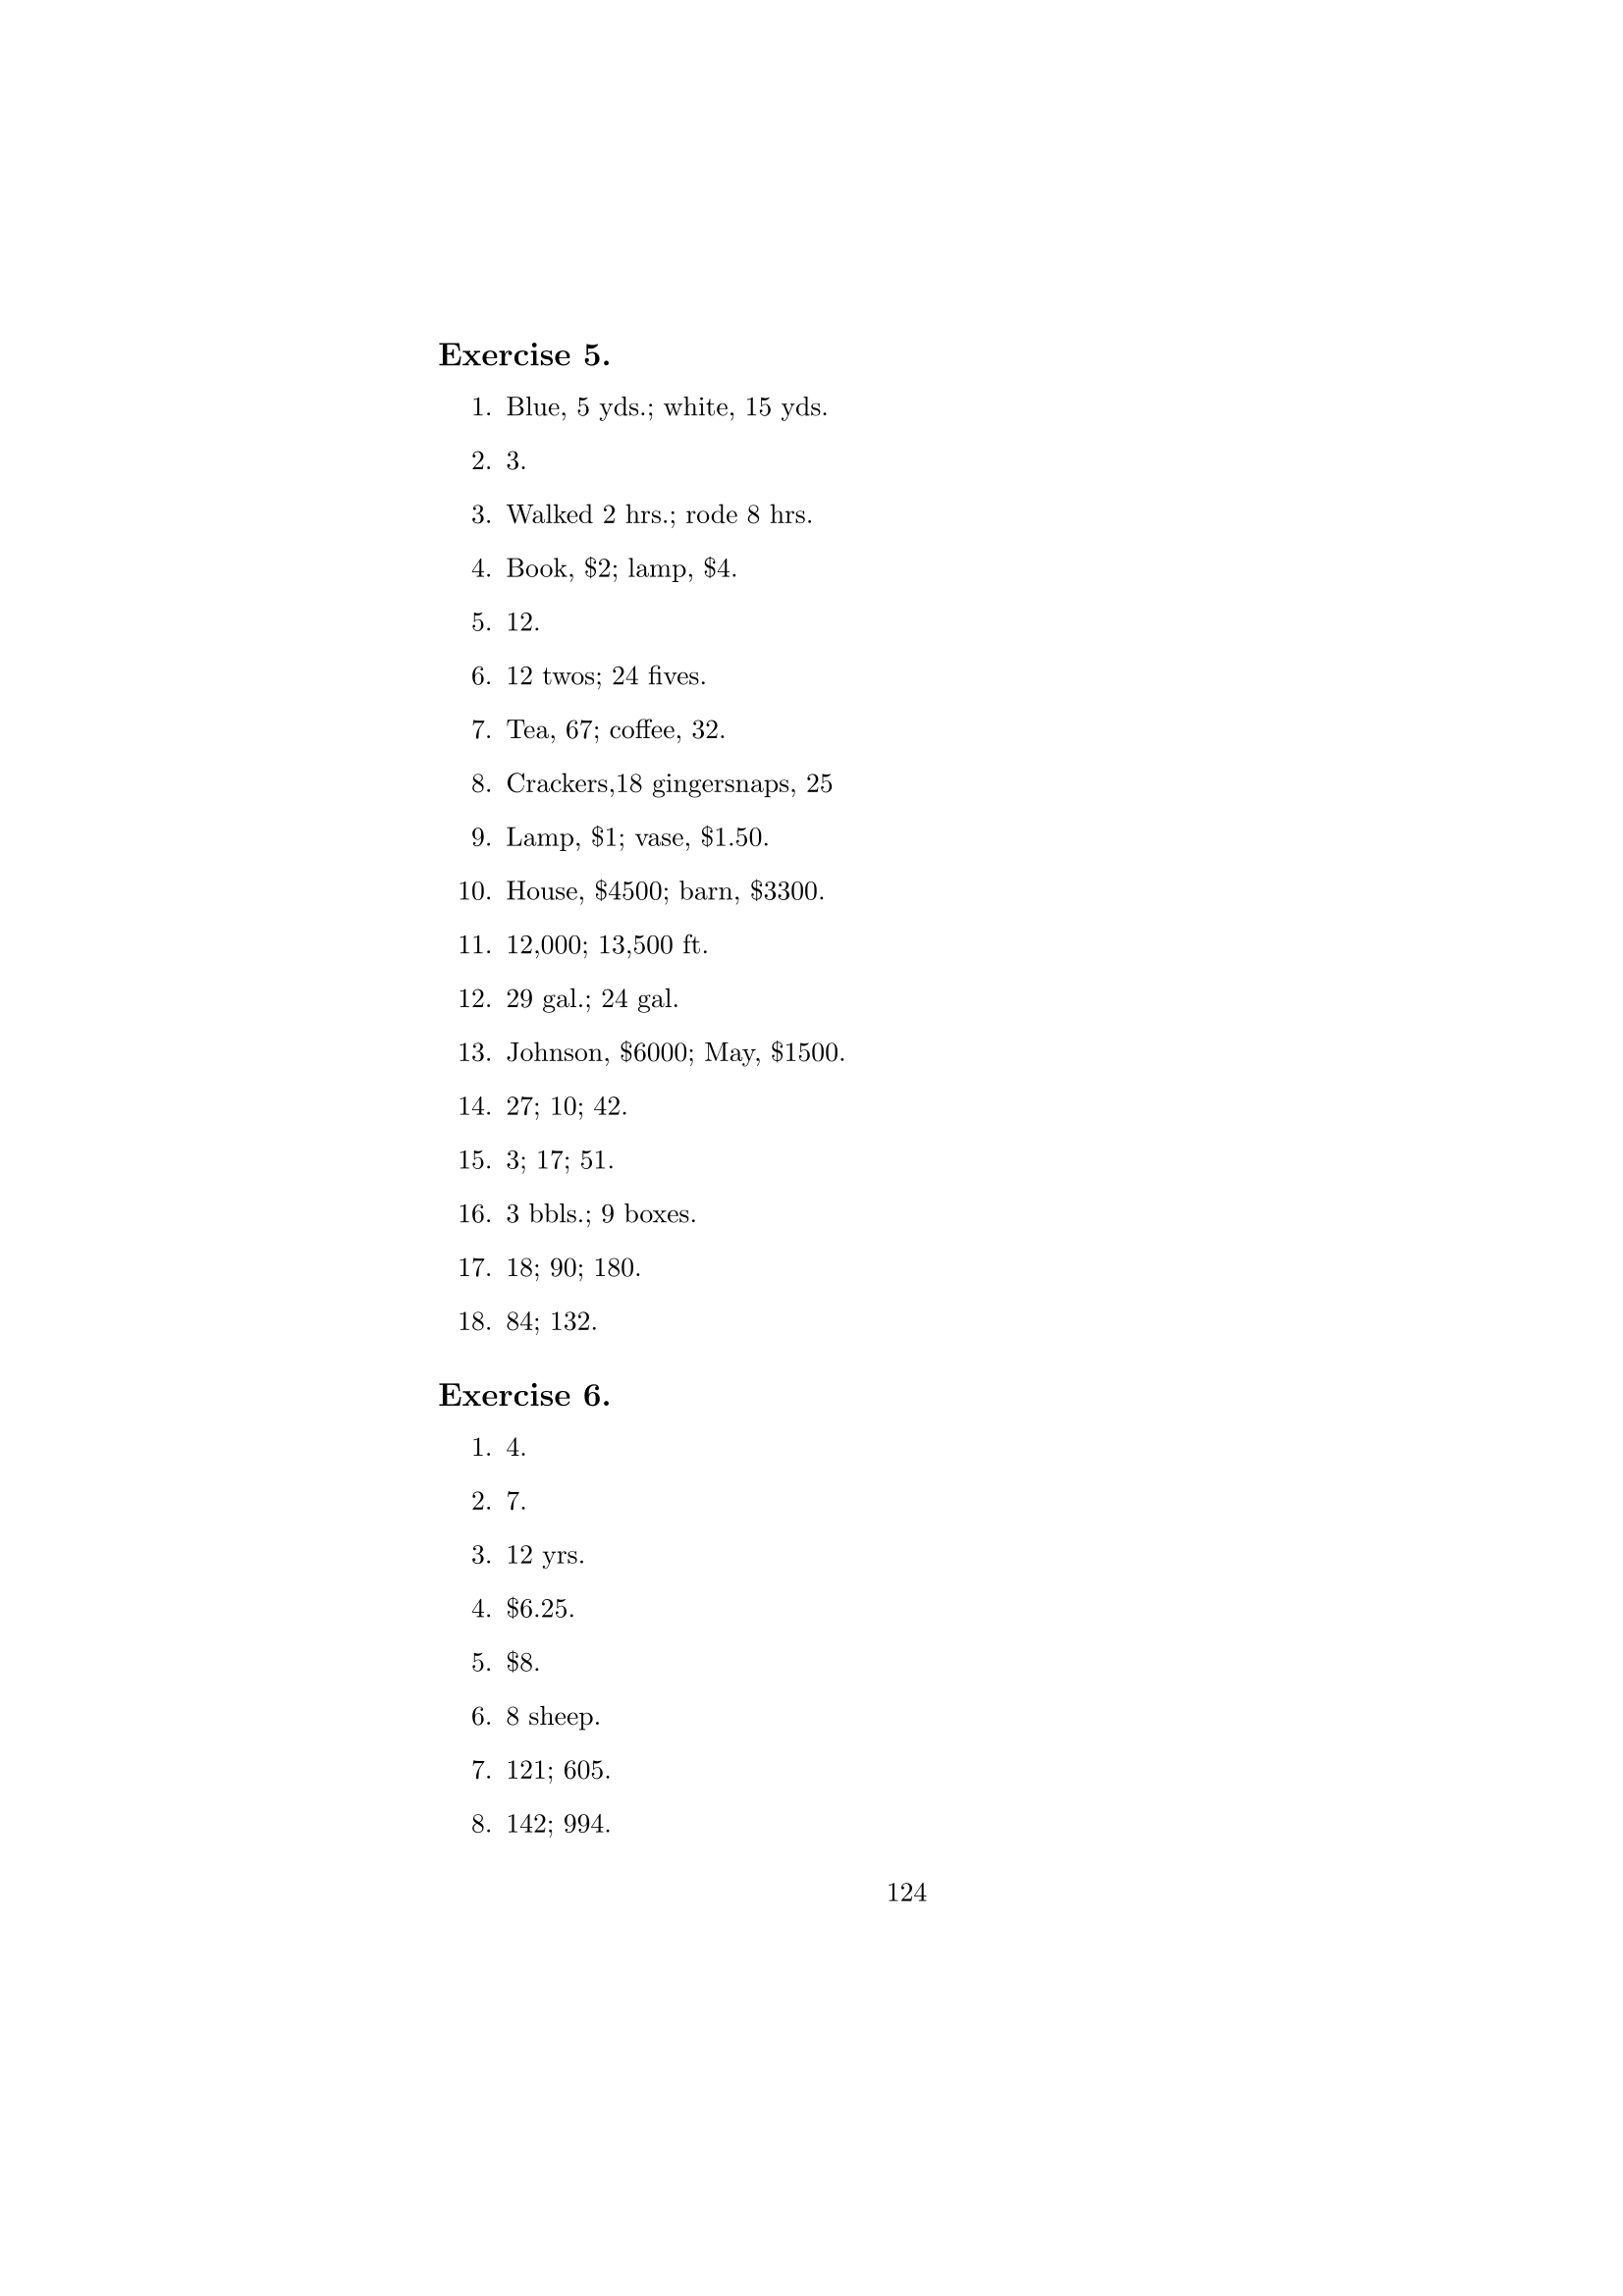 Exercise 5.
1. Blue, 5 yds.; white, 15 yds.
2. 3.
3. Walked 2 hrs.; rode 8 hrs.
4. Book, $2; lamp, $4.
5. 12.
6. 12 twos; 24 fives.
7. Tea, 67; coffee, 32.
8. Crackers,18 gingersnaps, 25
9. Lamp, $1; vase, $1.50.
10. House, $4500; barn, $3300.
11. 12,000; 13,500 ft.
12. 29 gal.; 24 gal.
13. Johnson, $6000; May, $1500.
14. 27; 10; 42.
15. 3; 17; 51.
16. 3 bbls.; 9 boxes.
17. 18; 90; 180.
18. 84; 132.
Exercise 6.
1. 4.
2. 7.
3. 12 yrs.
4. $6.25.
5. $8.
6. 8 sheep.
7. 121; 605.
8. 142; 994.
124